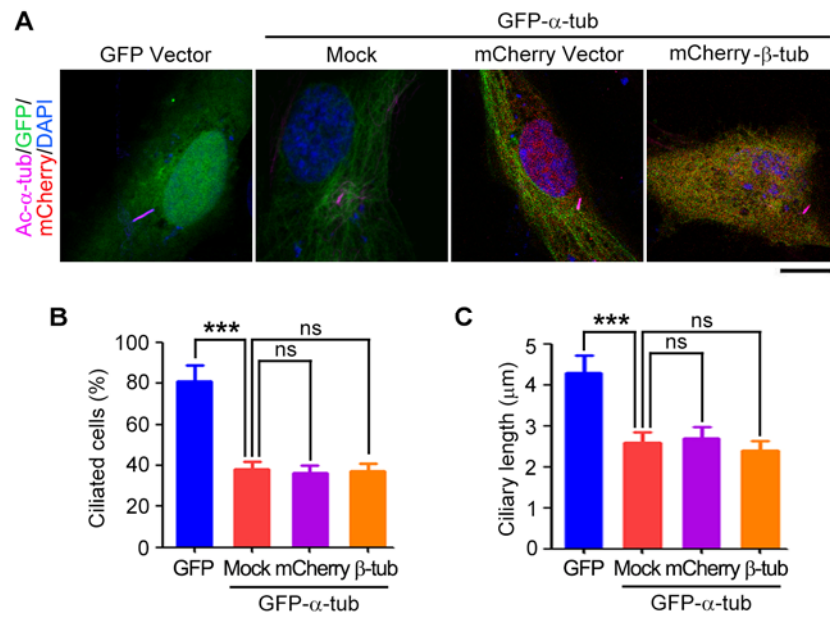 A
GFP-α-tub
GFP Vector Mock mCherry Vector mCherry-β-tub
Ac-α-tub/GFP/
mCherry/DAPI
B
*** ns
ns
Ciliated cells (%)
100
80
60
40
20
0
GFP Mock mCherry β-tub
GFP-α-tub
C
*** ns
ns
Ciliary length (μm)
5
4
3
2
1
0
GFP Mock mCherry β-tub
GFP-α-tub